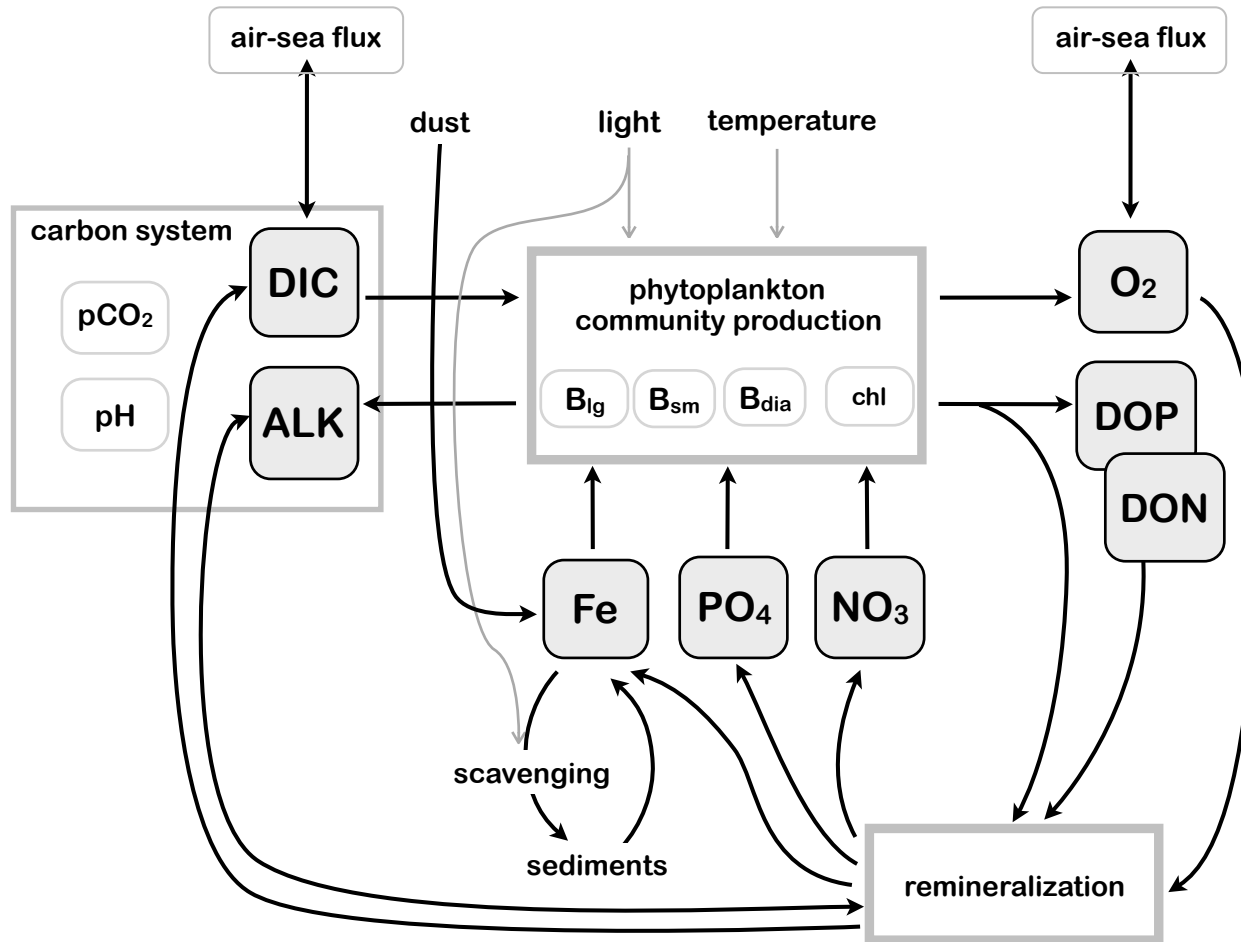 air-sea flux
air-sea flux
dust
light
temperature
carbon system
DIC
pCO₂
pH
ALK
phytoplankton
community production
Blg
Bsm
Bdia
chl
O₂
DOP
DON
Fe
PO₄
NO₃
scavenging
sediments
remineralization